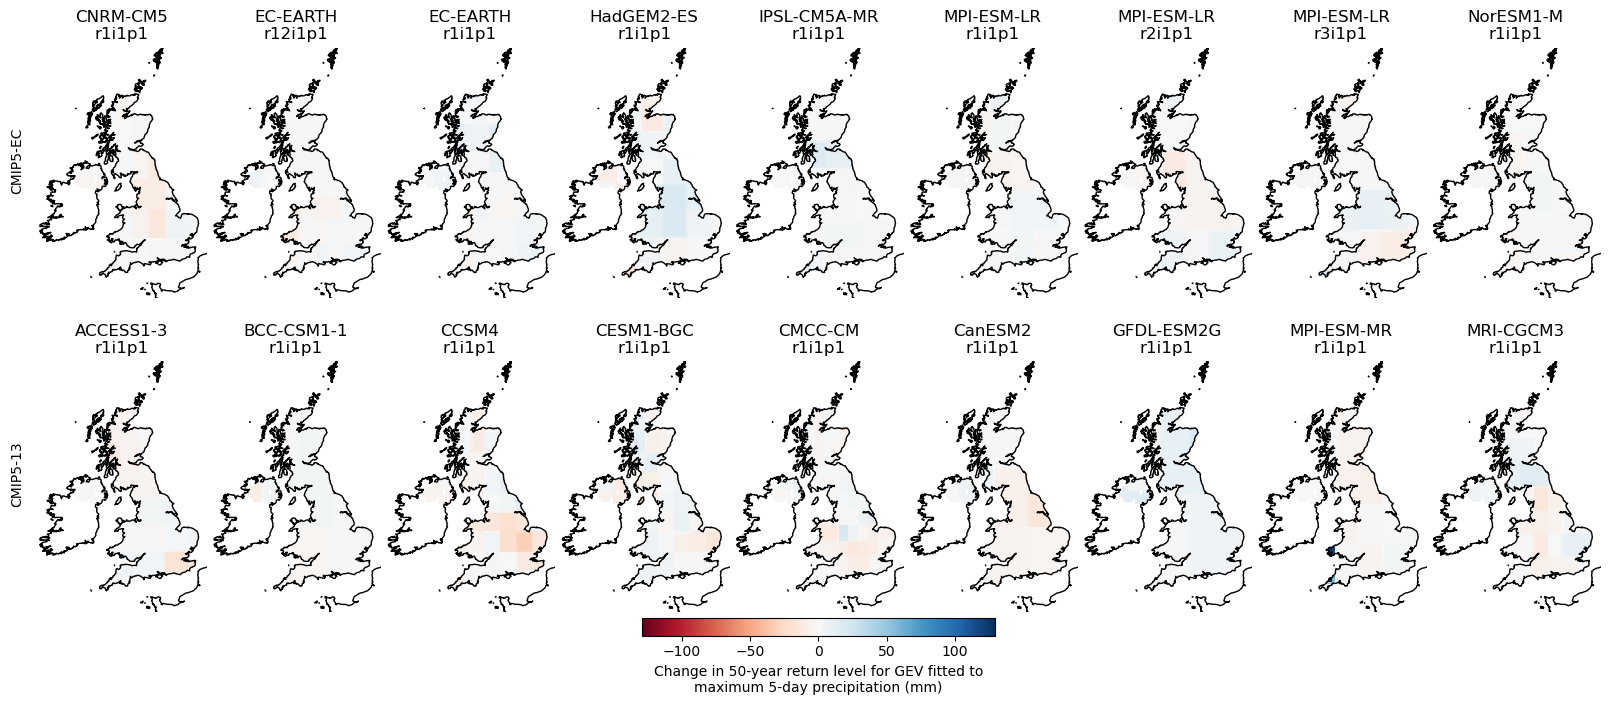 CNRM-CM5 EC-EARTH EC-EARTH HadGEM2-ES IPSL-CM5A-MR MPI-ESM-LR MPI-ESM-LR MPI-ESM-LR NorESM1-M
r1i1p1 r12i1p1 r1i1p1 r1i1p1 r1i1p1 r1i1p1 r2i1p1 r3i1p1 r1i1p1
CMIP5-EC
ACCESS1-3 BCC-CSM1-1 CCSM4 CESM1-BGC CMCC-CM CanESM2 GFDL-ESM2G MPI-ESM-MR MRI-CGCM3
r1i1p1 r1i1p1 r1i1p1 r1i1p1 r1i1p1 r1i1p1 r1i1p1 r1i1p1 r1i1p1
CMIP5-13
−100 −50 0 50 100
Change in 50-year return level for GEV fitted to
maximum 5-day precipitation (mm)